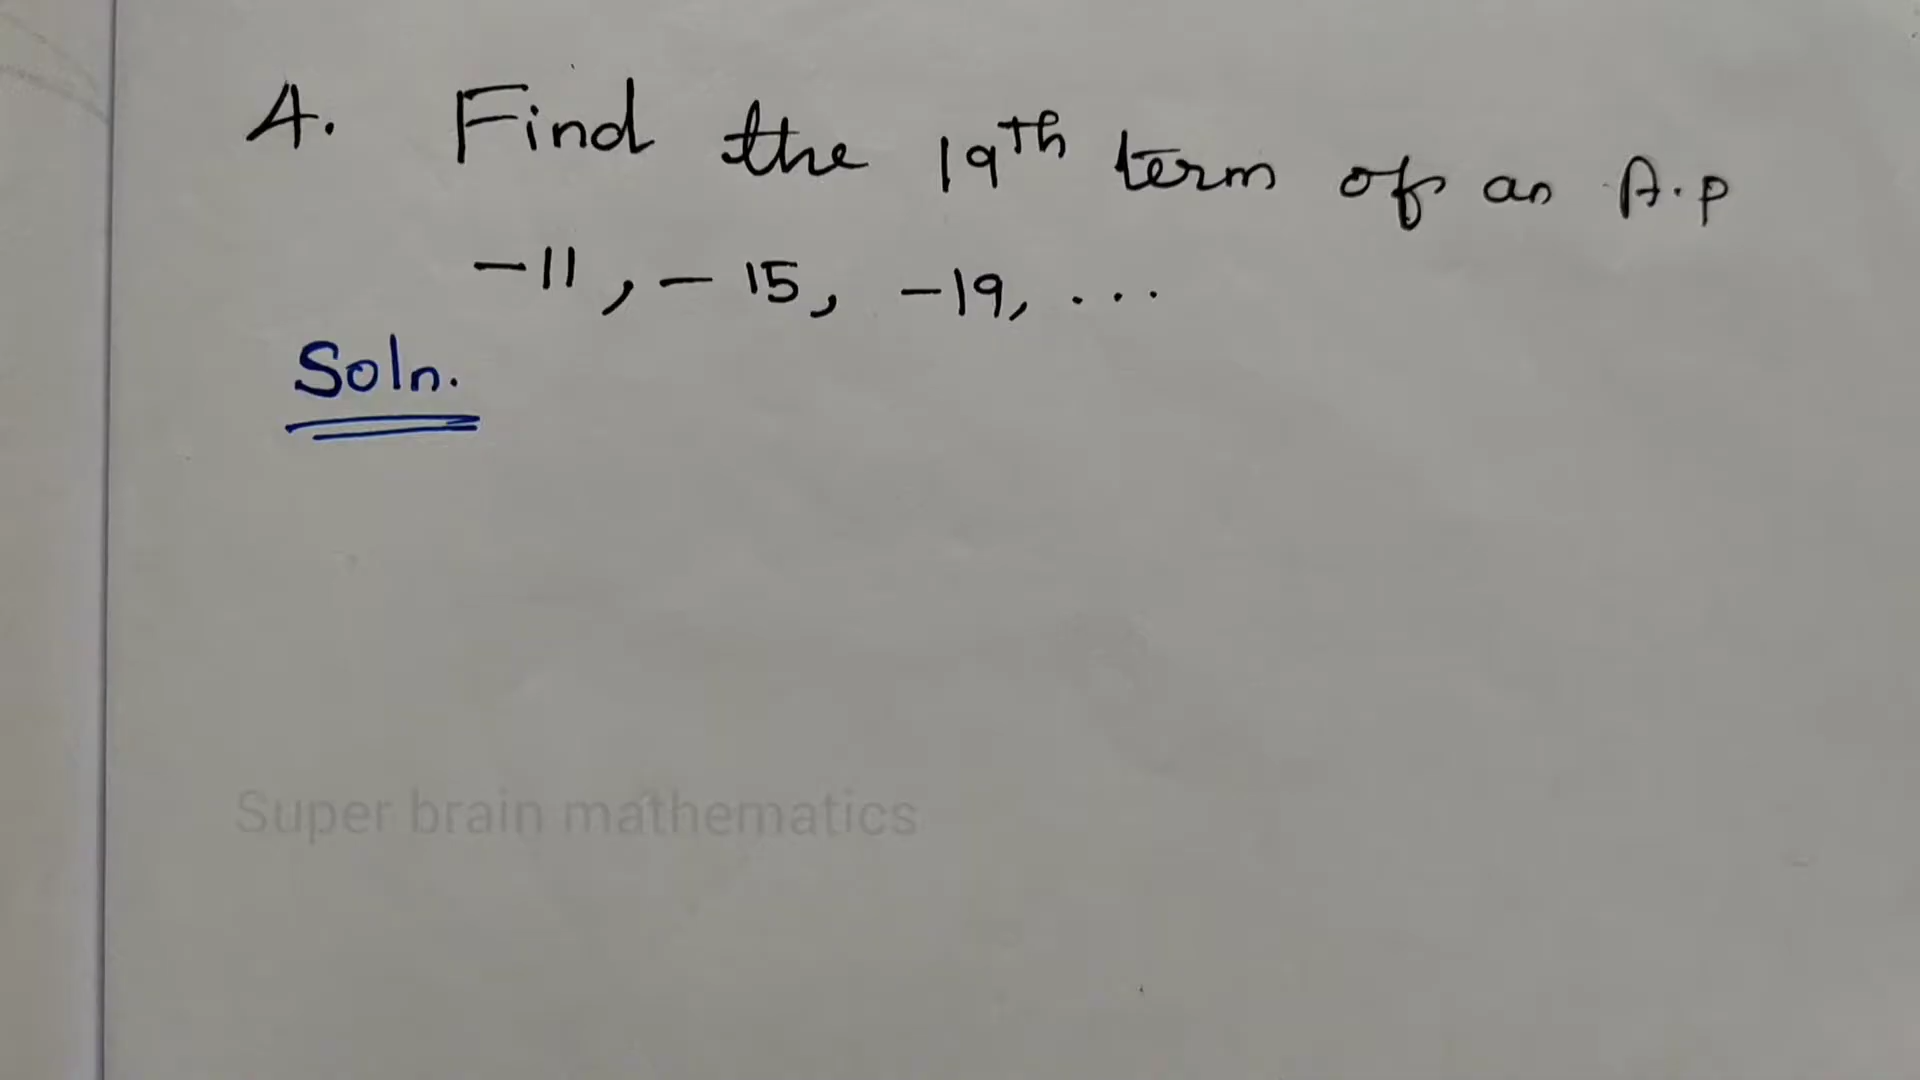 4. Find the 19th term of an A.P
-11, -15, -19, ...
Soln.
Super brain mathematics